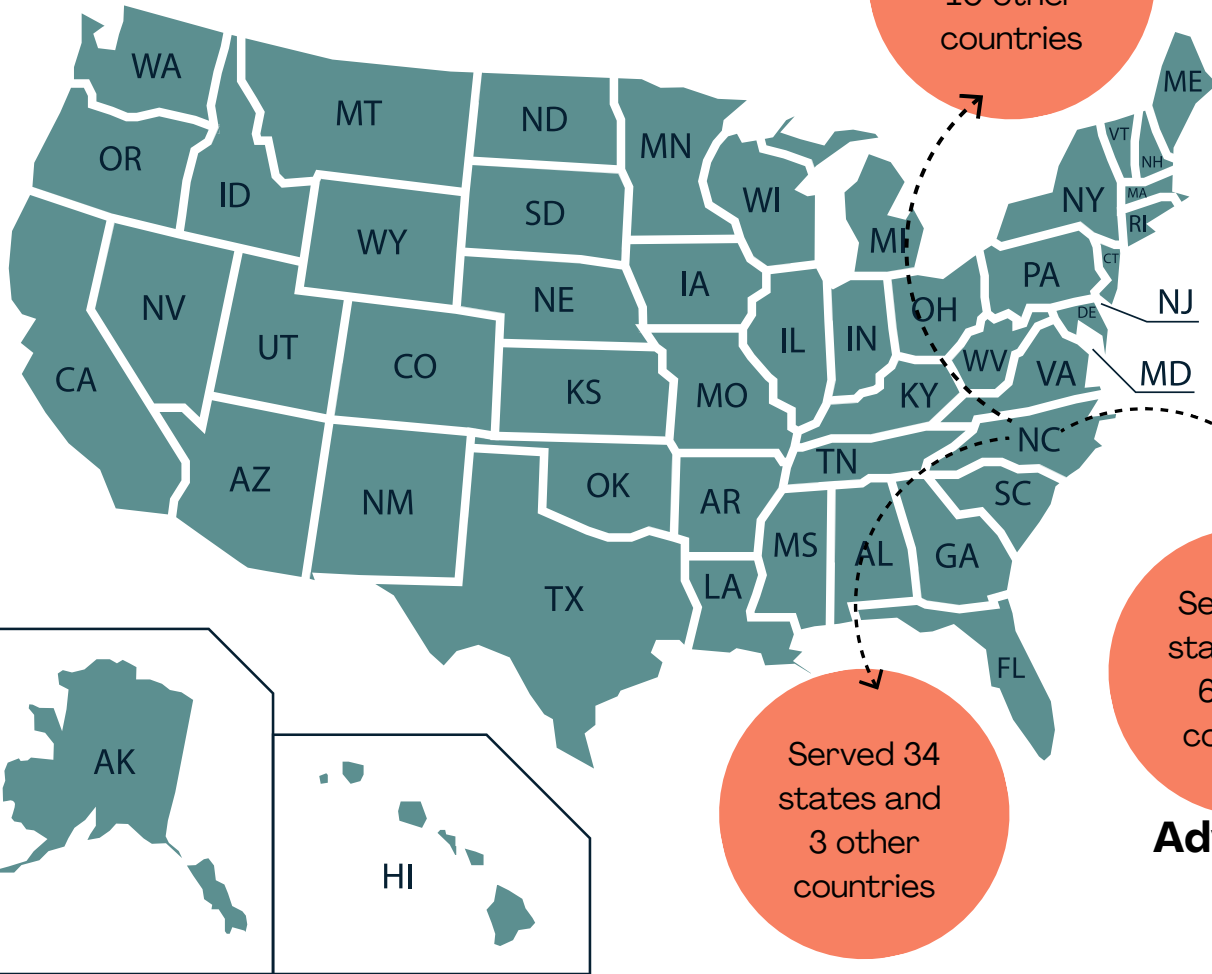 countries
WA
MT
ND
MN
ME
VT
NH
OR
ID
SD
WI
NY
MA
RI
WY
MI
CT
PA
NV
NE
IA
OH
NJ
DE
UT
CO
IL
IN
WV
VA
MD
CA
KS
MO
KY
NC
TN
AZ
NM
OK
AR
SC
MS
AL
GA
TX
LA
FL
AK
HI
Served 34
states and
3 other
countries